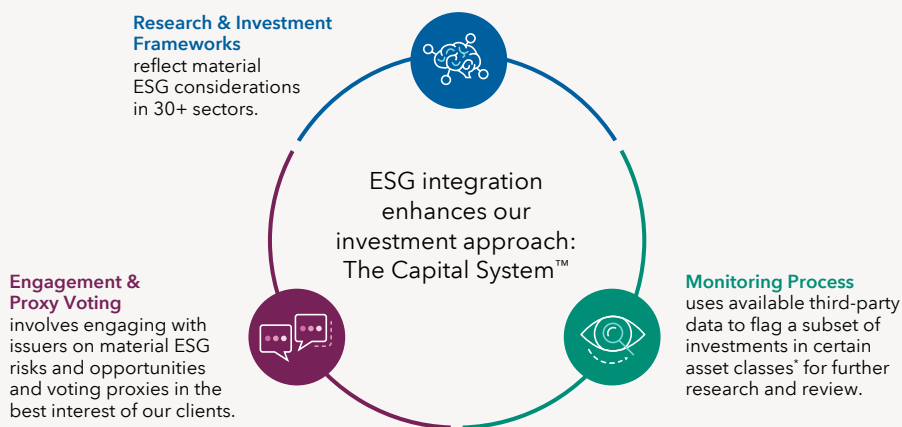 Research & Investment
Frameworks
reflect material
ESG considerations
in 30+ sectors.
ESG integration
enhances our
investment approach:
The Capital System™
Engagement &
Proxy Voting
involves engaging with
issuers on material ESG
risks and opportunities
and voting proxies in the
best interest of our clients.
Monitoring Process
uses available third-party
data to flag a subset of
investments in certain
asset classes* for further
research and review.